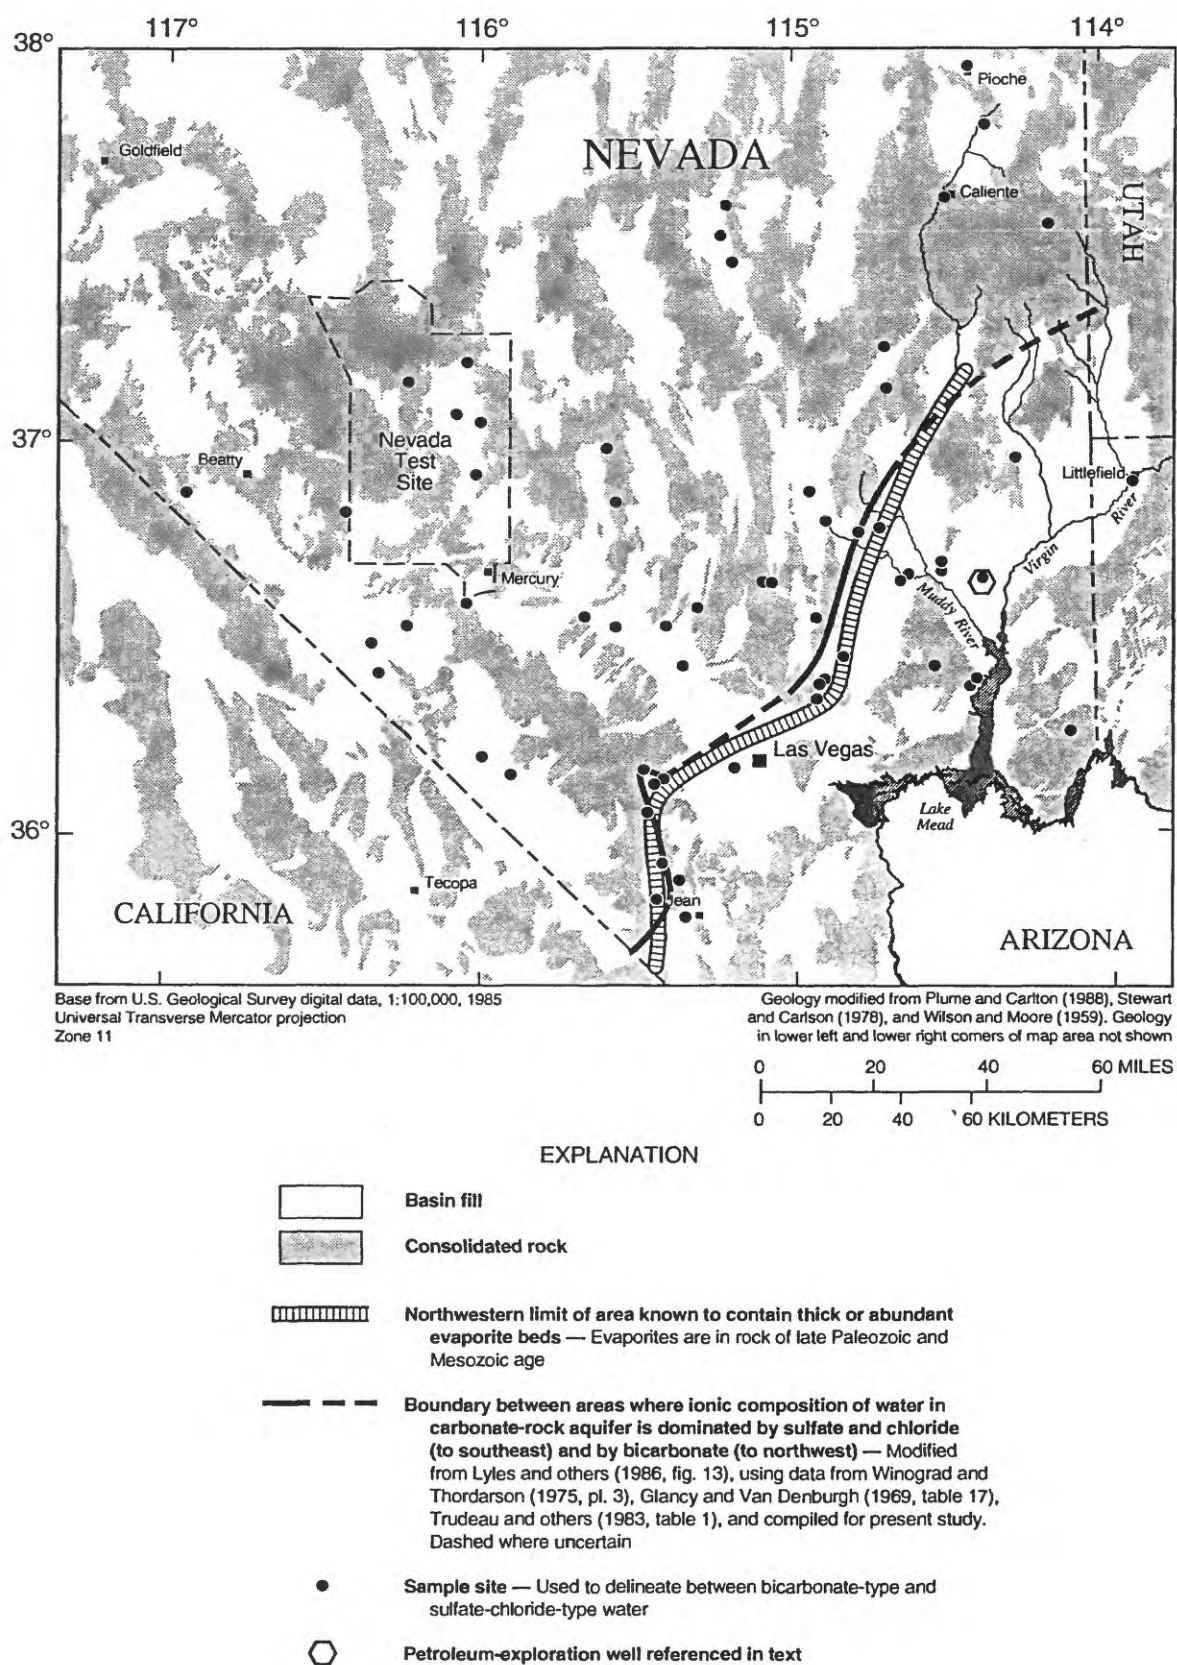 117°
116°
115°
114°
38°
Pioche
Goldfield
NEVADA
UTAH
Caliente
37°
Nevada
Test
Site
Beatty
Littlefield
River
Virgin
Mercury
Muddy
River
Las Vegas
36°
Lake
Mead
Tecopa
ean
CALIFORNIA
ARIZONA
Base from U.S. Geological Survey digital data, 1:100,000, 1985
Universal Transverse Mercator projection
Zone 11
Geology modified from Plume and Carlton (1988), Stewart
and Carlson (1978), and Wilson and Moore (1959). Geology
in lower left and lower right corners of map area not shown
0 20 40 60 MILES
0 20 40 60 KILOMETERS
EXPLANATION
Basin fill
Consolidated rock
Northwestern limit of area known to contain thick or abundant
evaporite beds — Evaporites are in rock of late Paleozoic and
Mesozoic age
Boundary between areas where ionic composition of water in
carbonate-rock aquifer is dominated by sulfate and chloride
(to southeast) and by bicarbonate (to northwest) — Modified
from Lyles and others (1986, fig. 13), using data from Winograd and
Thordarson (1975, pl. 3), Glancy and Van Denburgh (1969, table 17),
Trudeau and others (1983, table 1), and compiled for present study.
Dashed where uncertain
Sample site — Used to delineate between bicarbonate-type and
sulfate-chloride-type water
Petroleum-exploration well referenced in text